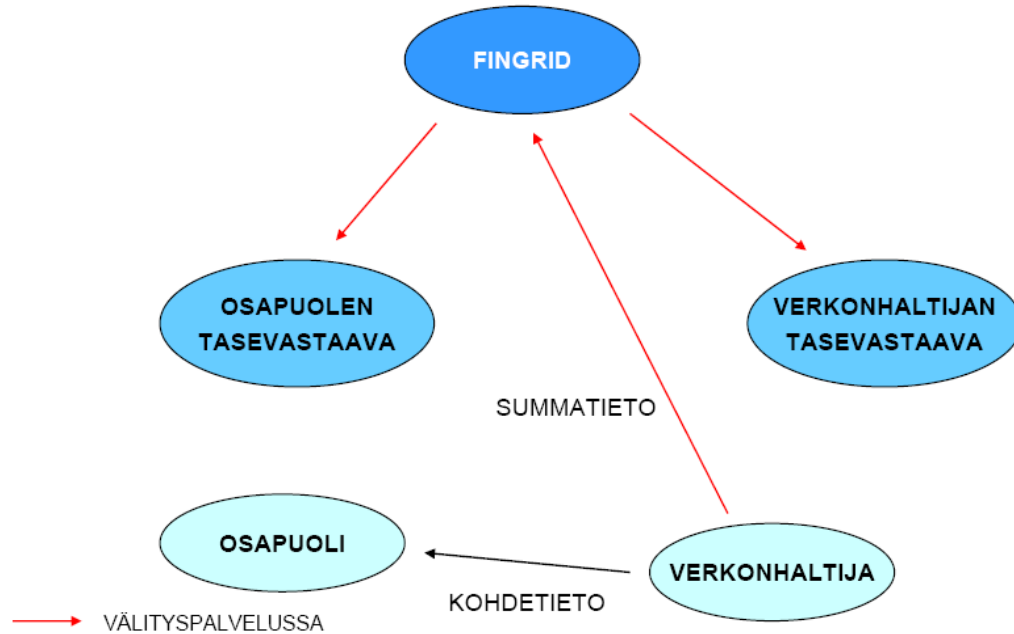 FINGRID
OSAPUOLEN
TASEVASTAAVA
VERKONHALTIJAN
TASEVASTAAVA
SUMMATIETO
OSAPUOLI
VERKONHALTIJA
KOHDETIETO
VÄLITYSPALVELUSSA